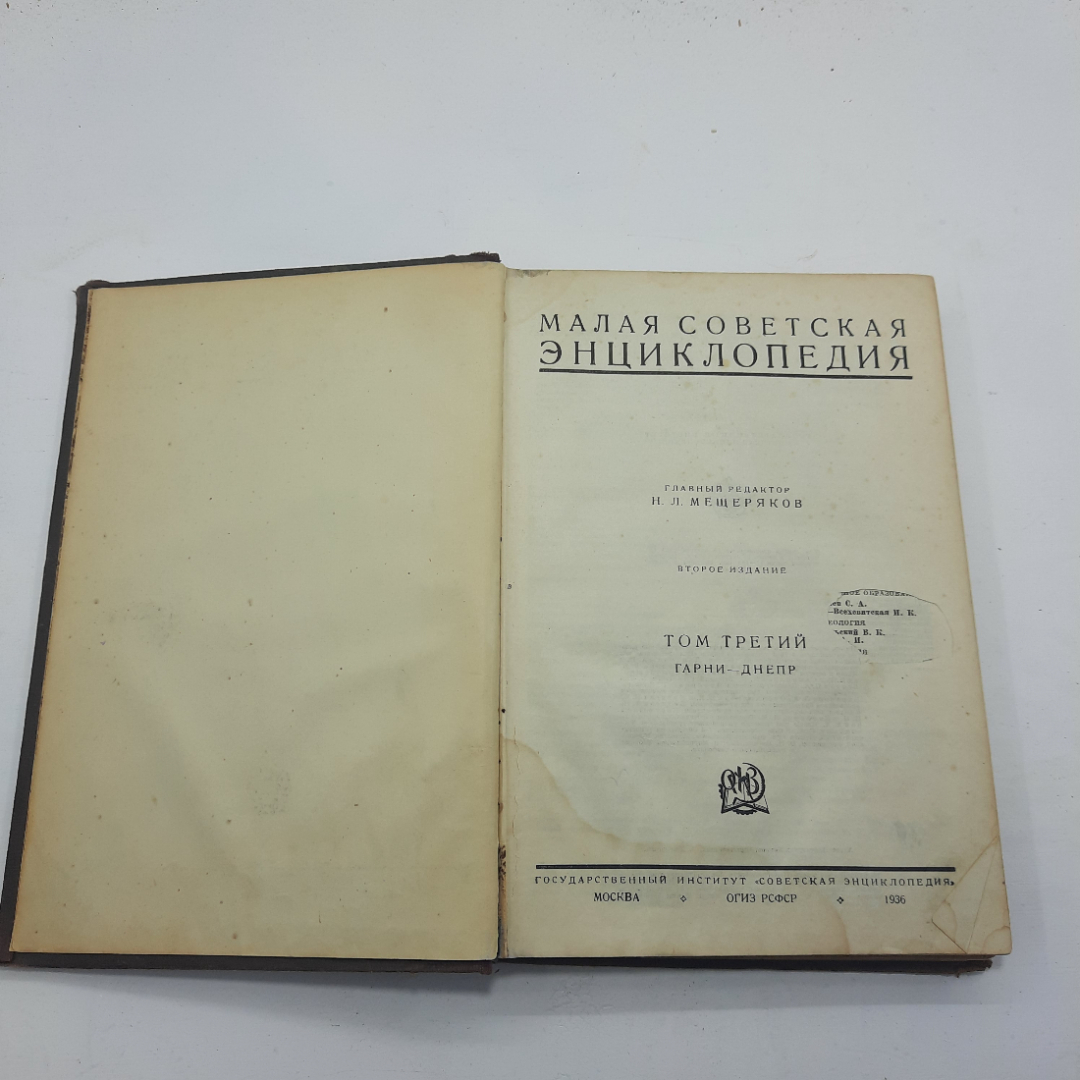 МАЛАЯ СОВЕТСКАЯ
ЭНЦИКЛОПЕДИЯ
ГЛАВНЫЙ РЕДАКТОР
Н. Л. МЕЩЕРЯКОВ
ВТОРОЕ ИЗДАНИЕ
С. А.
Всехсвятская И. К.
В. К.
И.
ТОМ ТРЕТИЙ
ГАРНИ—ДНЕПР
ГОСУДАРСТВЕННЫЙ ИНСТИТУТ «СОВЕТСКАЯ ЭНЦИКЛОПЕДИЯ»
МОСКВА ОГИЗ РСФСР 1936